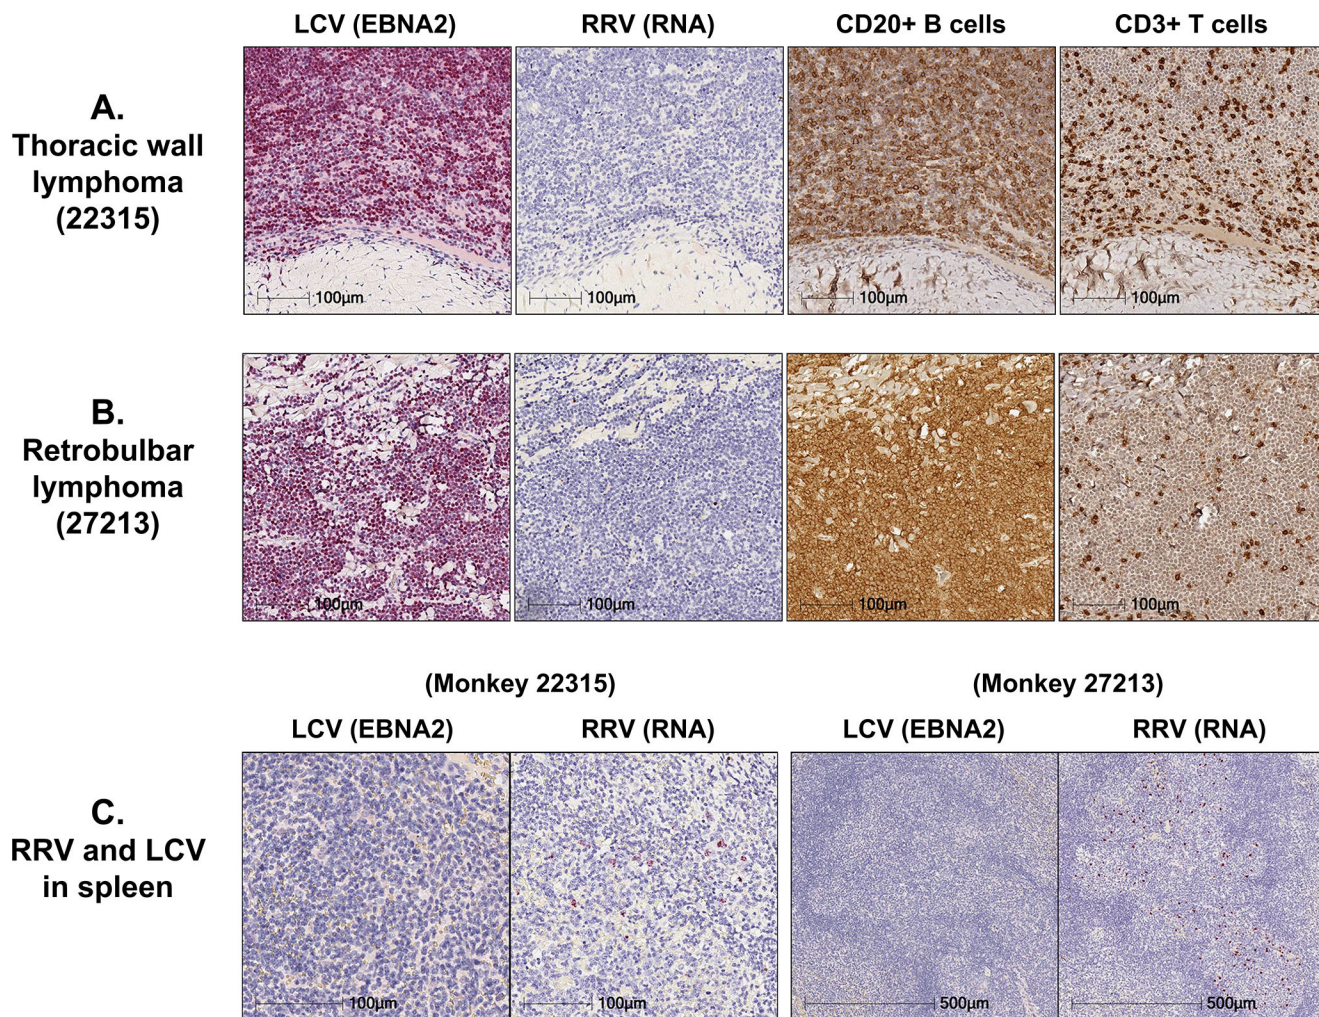 LCV (EBNA2) RRV (RNA) CD20+ B cells CD3+ T cells
A.
Thoracic wall
lymphoma
(22315)
100μm 100μm 100μm 100μm
B.
Retrobulbar
lymphoma
(27213)
100μm 100μm 100μm 100μm
(Monkey 22315) (Monkey 27213)
LCV (EBNA2) RRV (RNA) LCV (EBNA2) RRV (RNA)
C.
RRV and LCV
in spleen
100μm 100μm 500μm 500μm